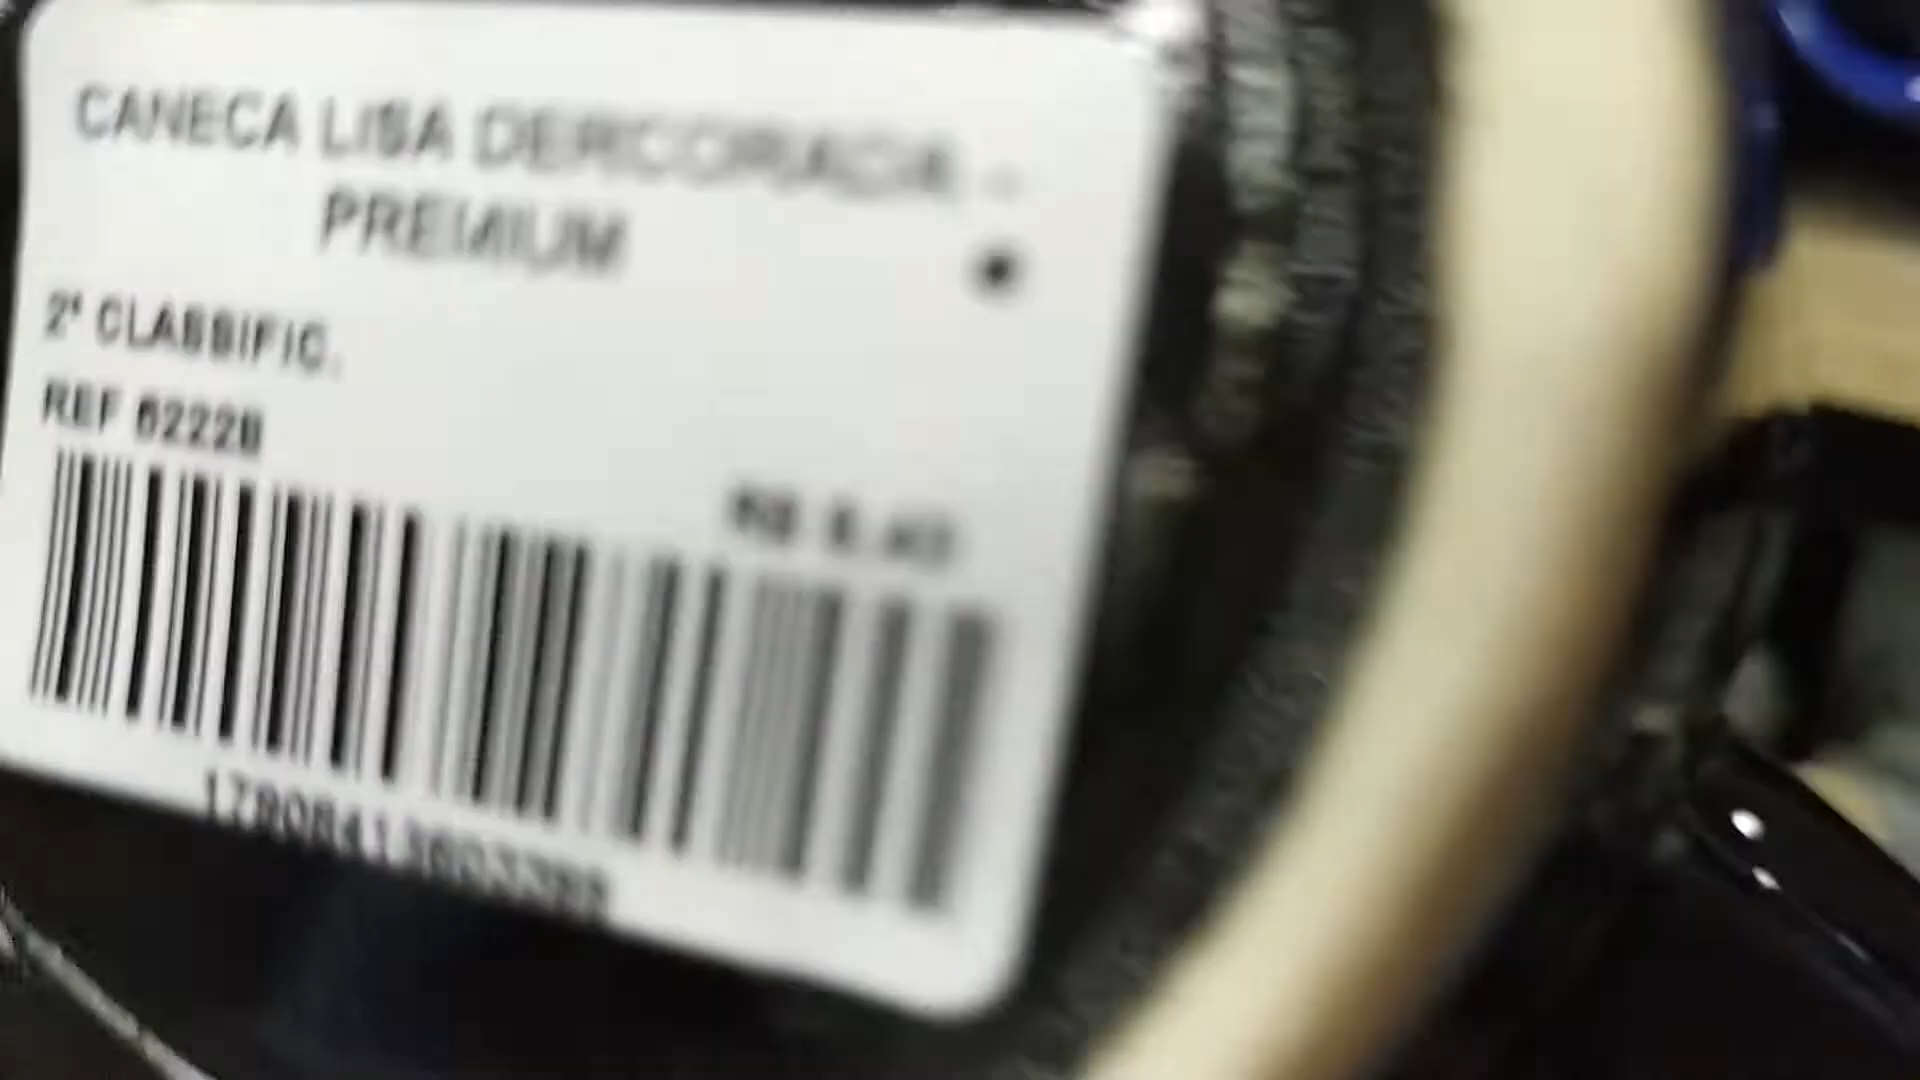 CANECA LISA DERCORADA -
PREMIUM
2ª CLASSIFIC.
REF 62228
R$